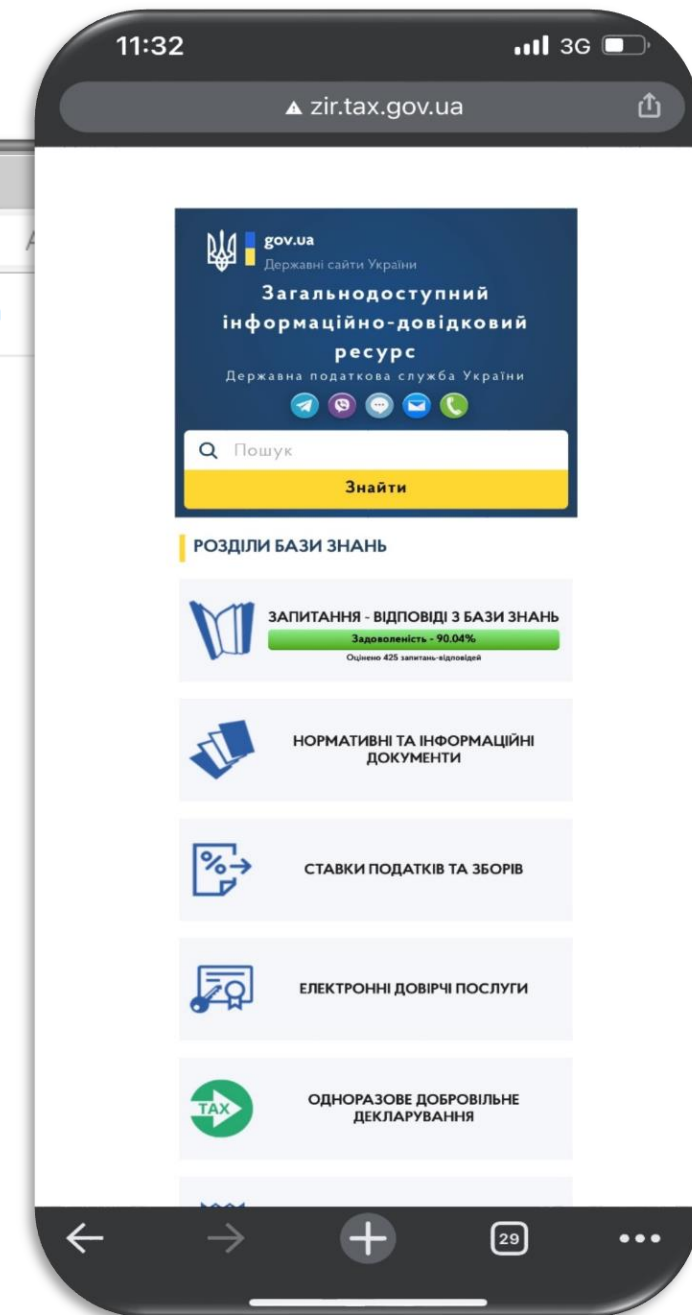 11:32
3G
zir.tax.gov.ua
gov.ua
Державні сайти України
Загальнодоступний
інформаційно-довідковий
ресурс
Державна податкова служба України
Пошук
Знайти
РОЗДІЛИ БАЗИ ЗНАНЬ
ЗАПИТАННЯ - ВІДПОВІДІ З БАЗИ ЗНАНЬ
Задоволеність - 90.04%
Оцінено 425 запитань-відповідей
НОРМАТИВНІ ТА ІНФОРМАЦІЙНІ
ДОКУМЕНТИ
СТАВКИ ПОДАТКІВ ТА ЗБОРІВ
ЕЛЕКТРОННІ ДОВІРЧІ ПОСЛУГИ
TAX
ОДНОРАЗОВЕ ДОБРОВІЛЬНЕ
ДЕКЛАРУВАННЯ
29